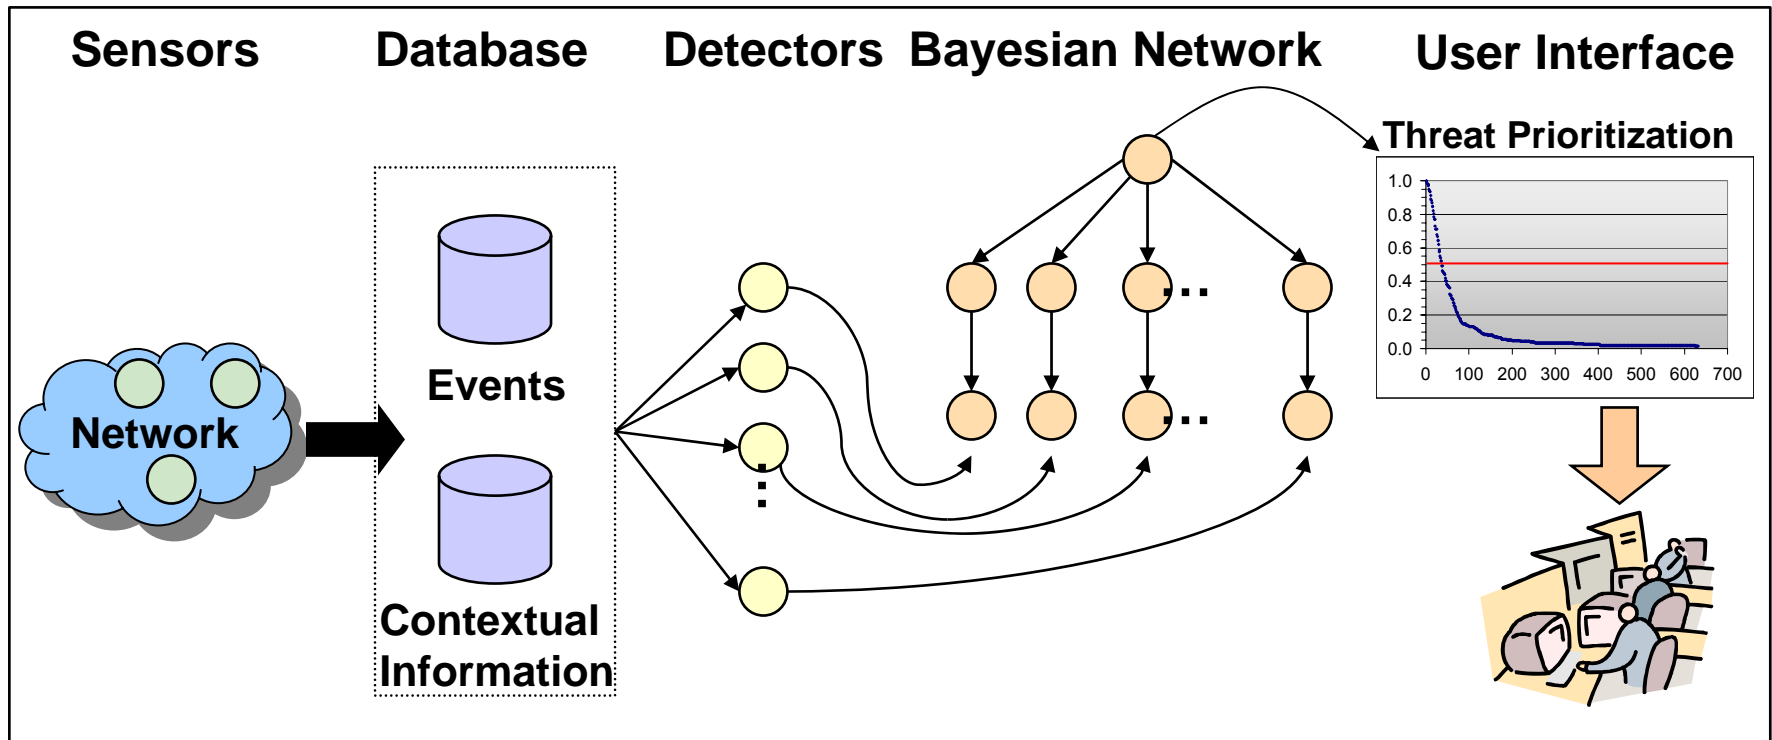 Sensors
Database
Detectors
Bayesian Network
User Interface
Threat Prioritization
1.0
0.8
0.6
0.4
0.2
0.0
0 100 200 300 400 500 600 700
Network
Events
Contextual
Information
...
...
...